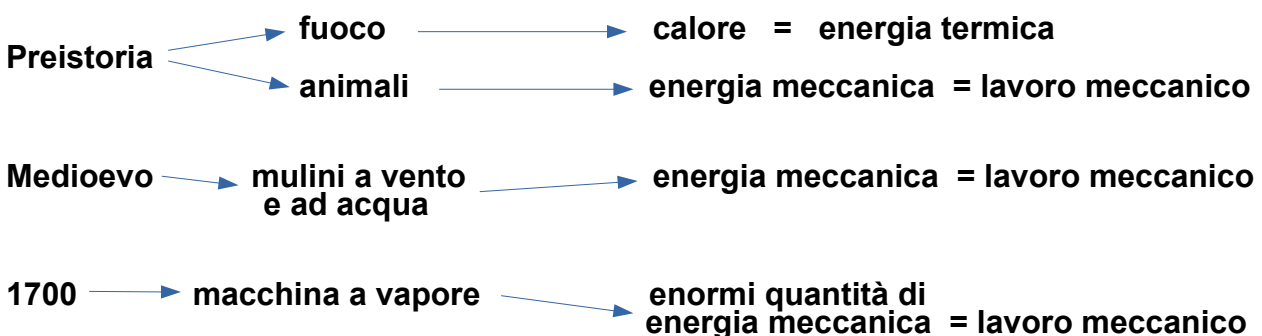 fuoco calore = energia termica
Preistoria
animali energia meccanica = lavoro meccanico
Medioevo mulini a vento energia meccanica = lavoro meccanico
e ad acqua
1700 macchina a vapore enormi quantità di
energia meccanica = lavoro meccanico